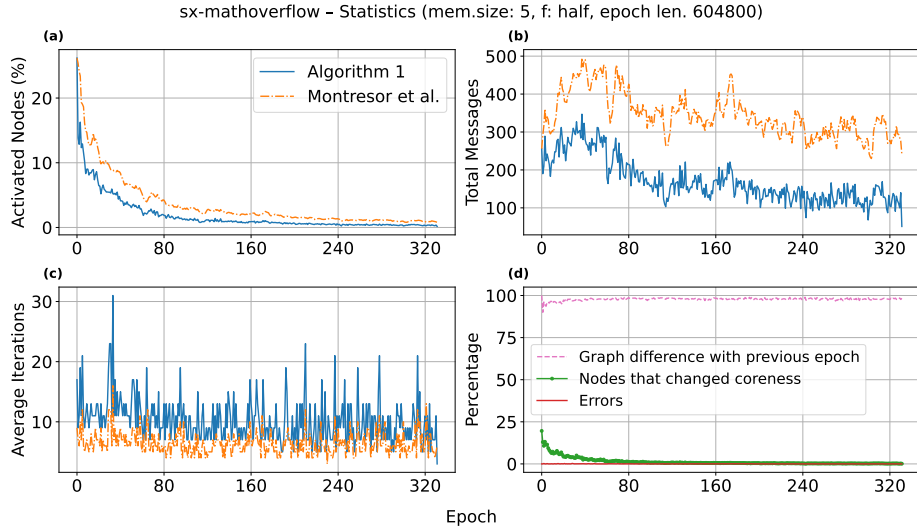 sx-mathoverflow – Statistics (mem.size: 5, f: half, epoch len. 604800)
(a)
Activated Nodes (%)
20
10
0
0 80 160 240 320
Algorithm 1
Montresor et al.
(b)
Total Messages
500
400
300
200
100
0 80 160 240 320
(c)
Average Iterations
30
20
10
0 80 160 240 320
(d)
Percentage
100
75
50
25
0
0 80 160 240 320
Graph difference with previous epoch
Nodes that changed coreness
Errors
Epoch